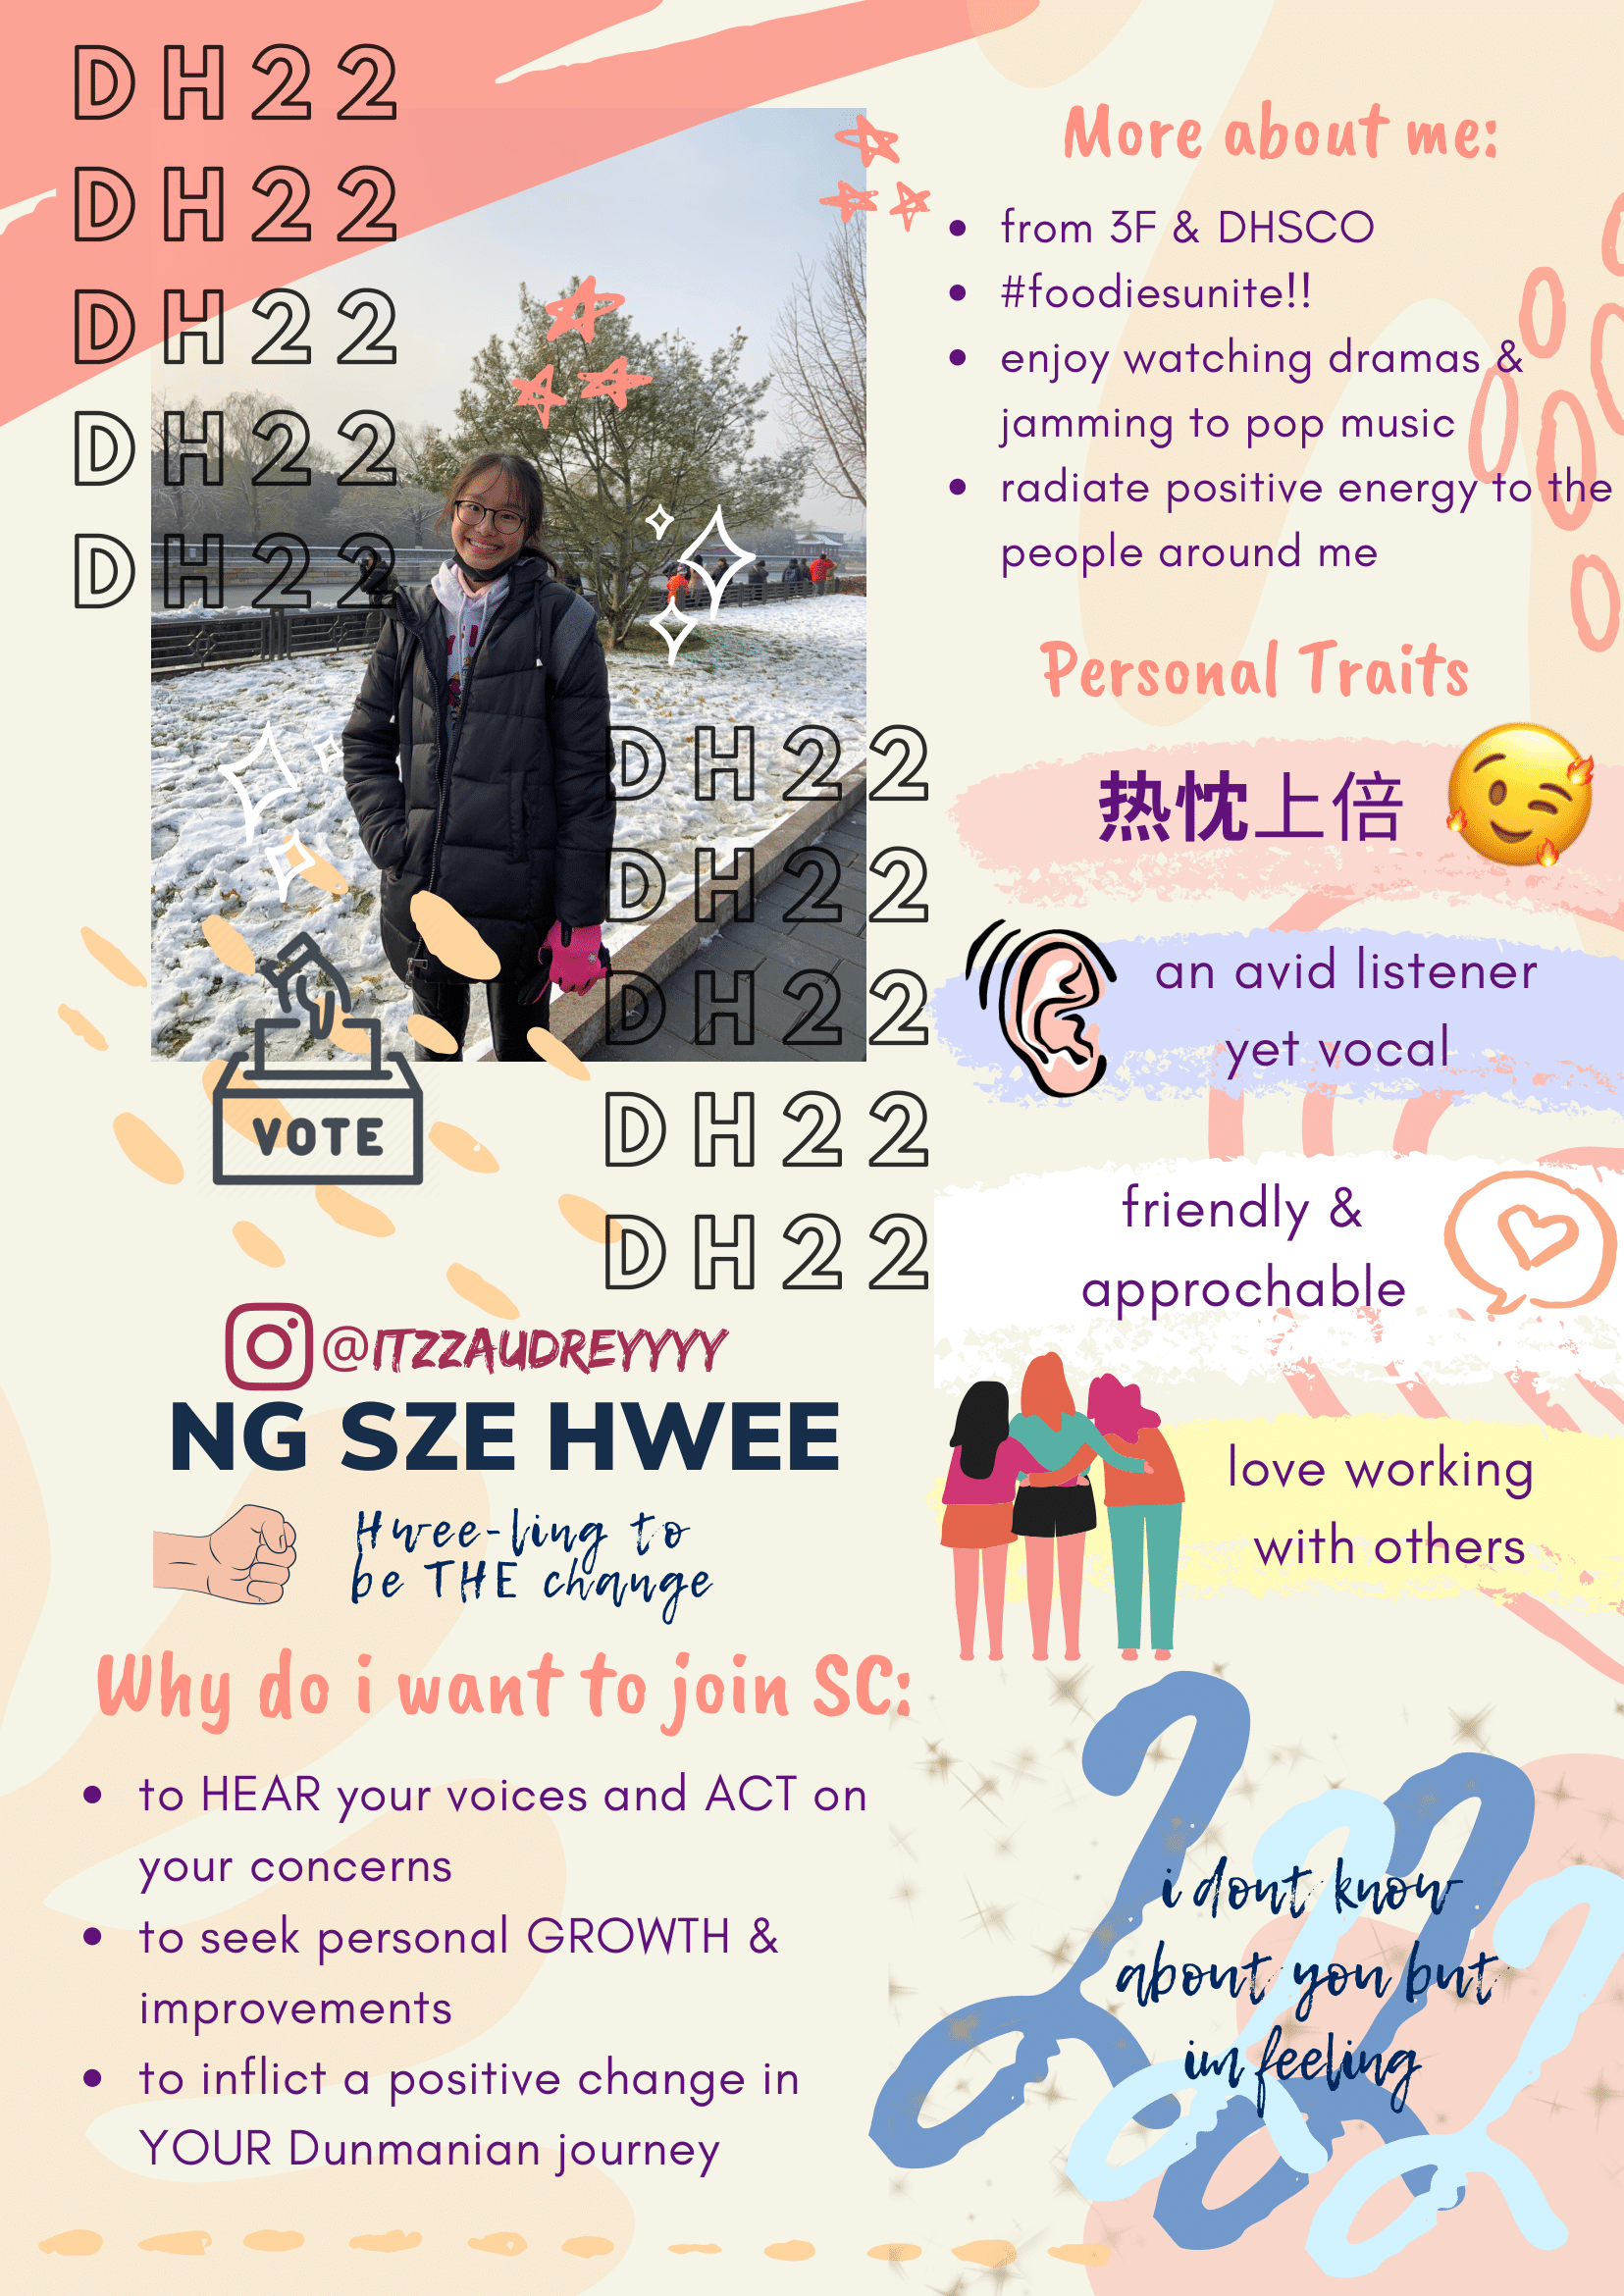 DH22
DH22
DH22
DH22
DH22
DH22
DH22
DH22
DH22
DH22
VOTE
@ITZZAUDREYYYY
NG SZE HWEE
Hwee-ling to
be THE change
Why do i want to join SC:
to HEAR your voices and ACT on
your concerns
to seek personal GROWTH &
improvements
to inflict a positive change in
YOUR Dunmanian journey
More about me:
from 3F & DHSCO
#foodiesunite!!
enjoy watching dramas &
jamming to pop music
radiate positive energy to the
people around me
Personal Traits
热忱上倍
an avid listener
yet vocal
friendly &
approchable
love working
with others
i dont know
about you but
im feeling
22
22